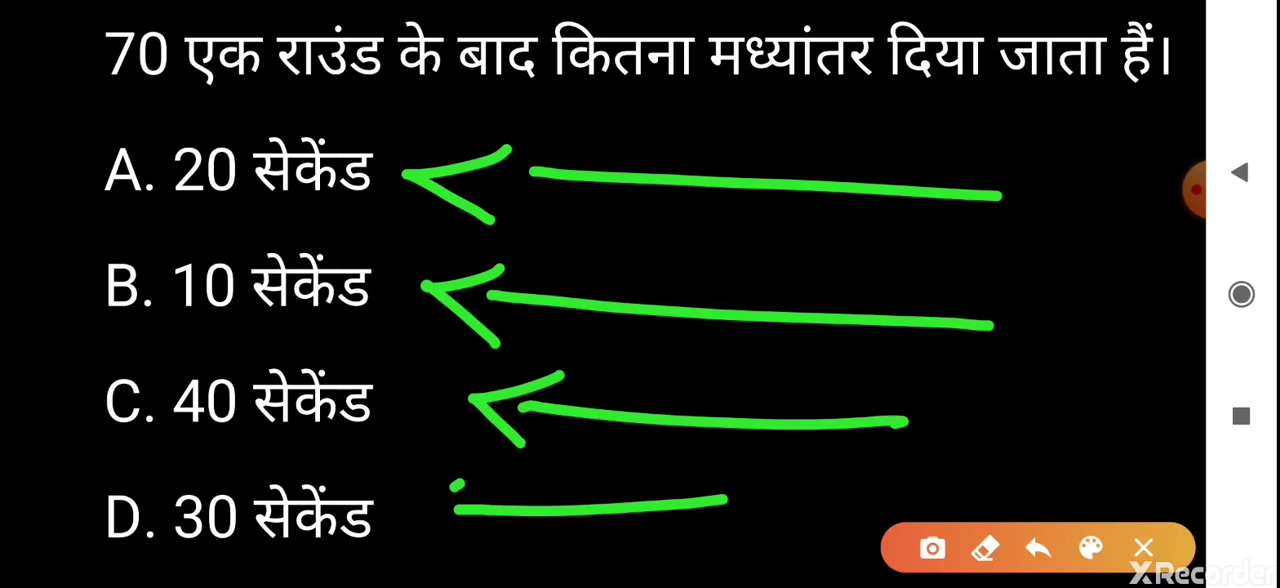 70 एक राउंड के बाद कितना मध्यांतर दिया जाता हैं।
A. 20 सेकेंड
B. 10 सेकेंड
C. 40 सेकेंड
D. 30 सेकेंड
XRecorder